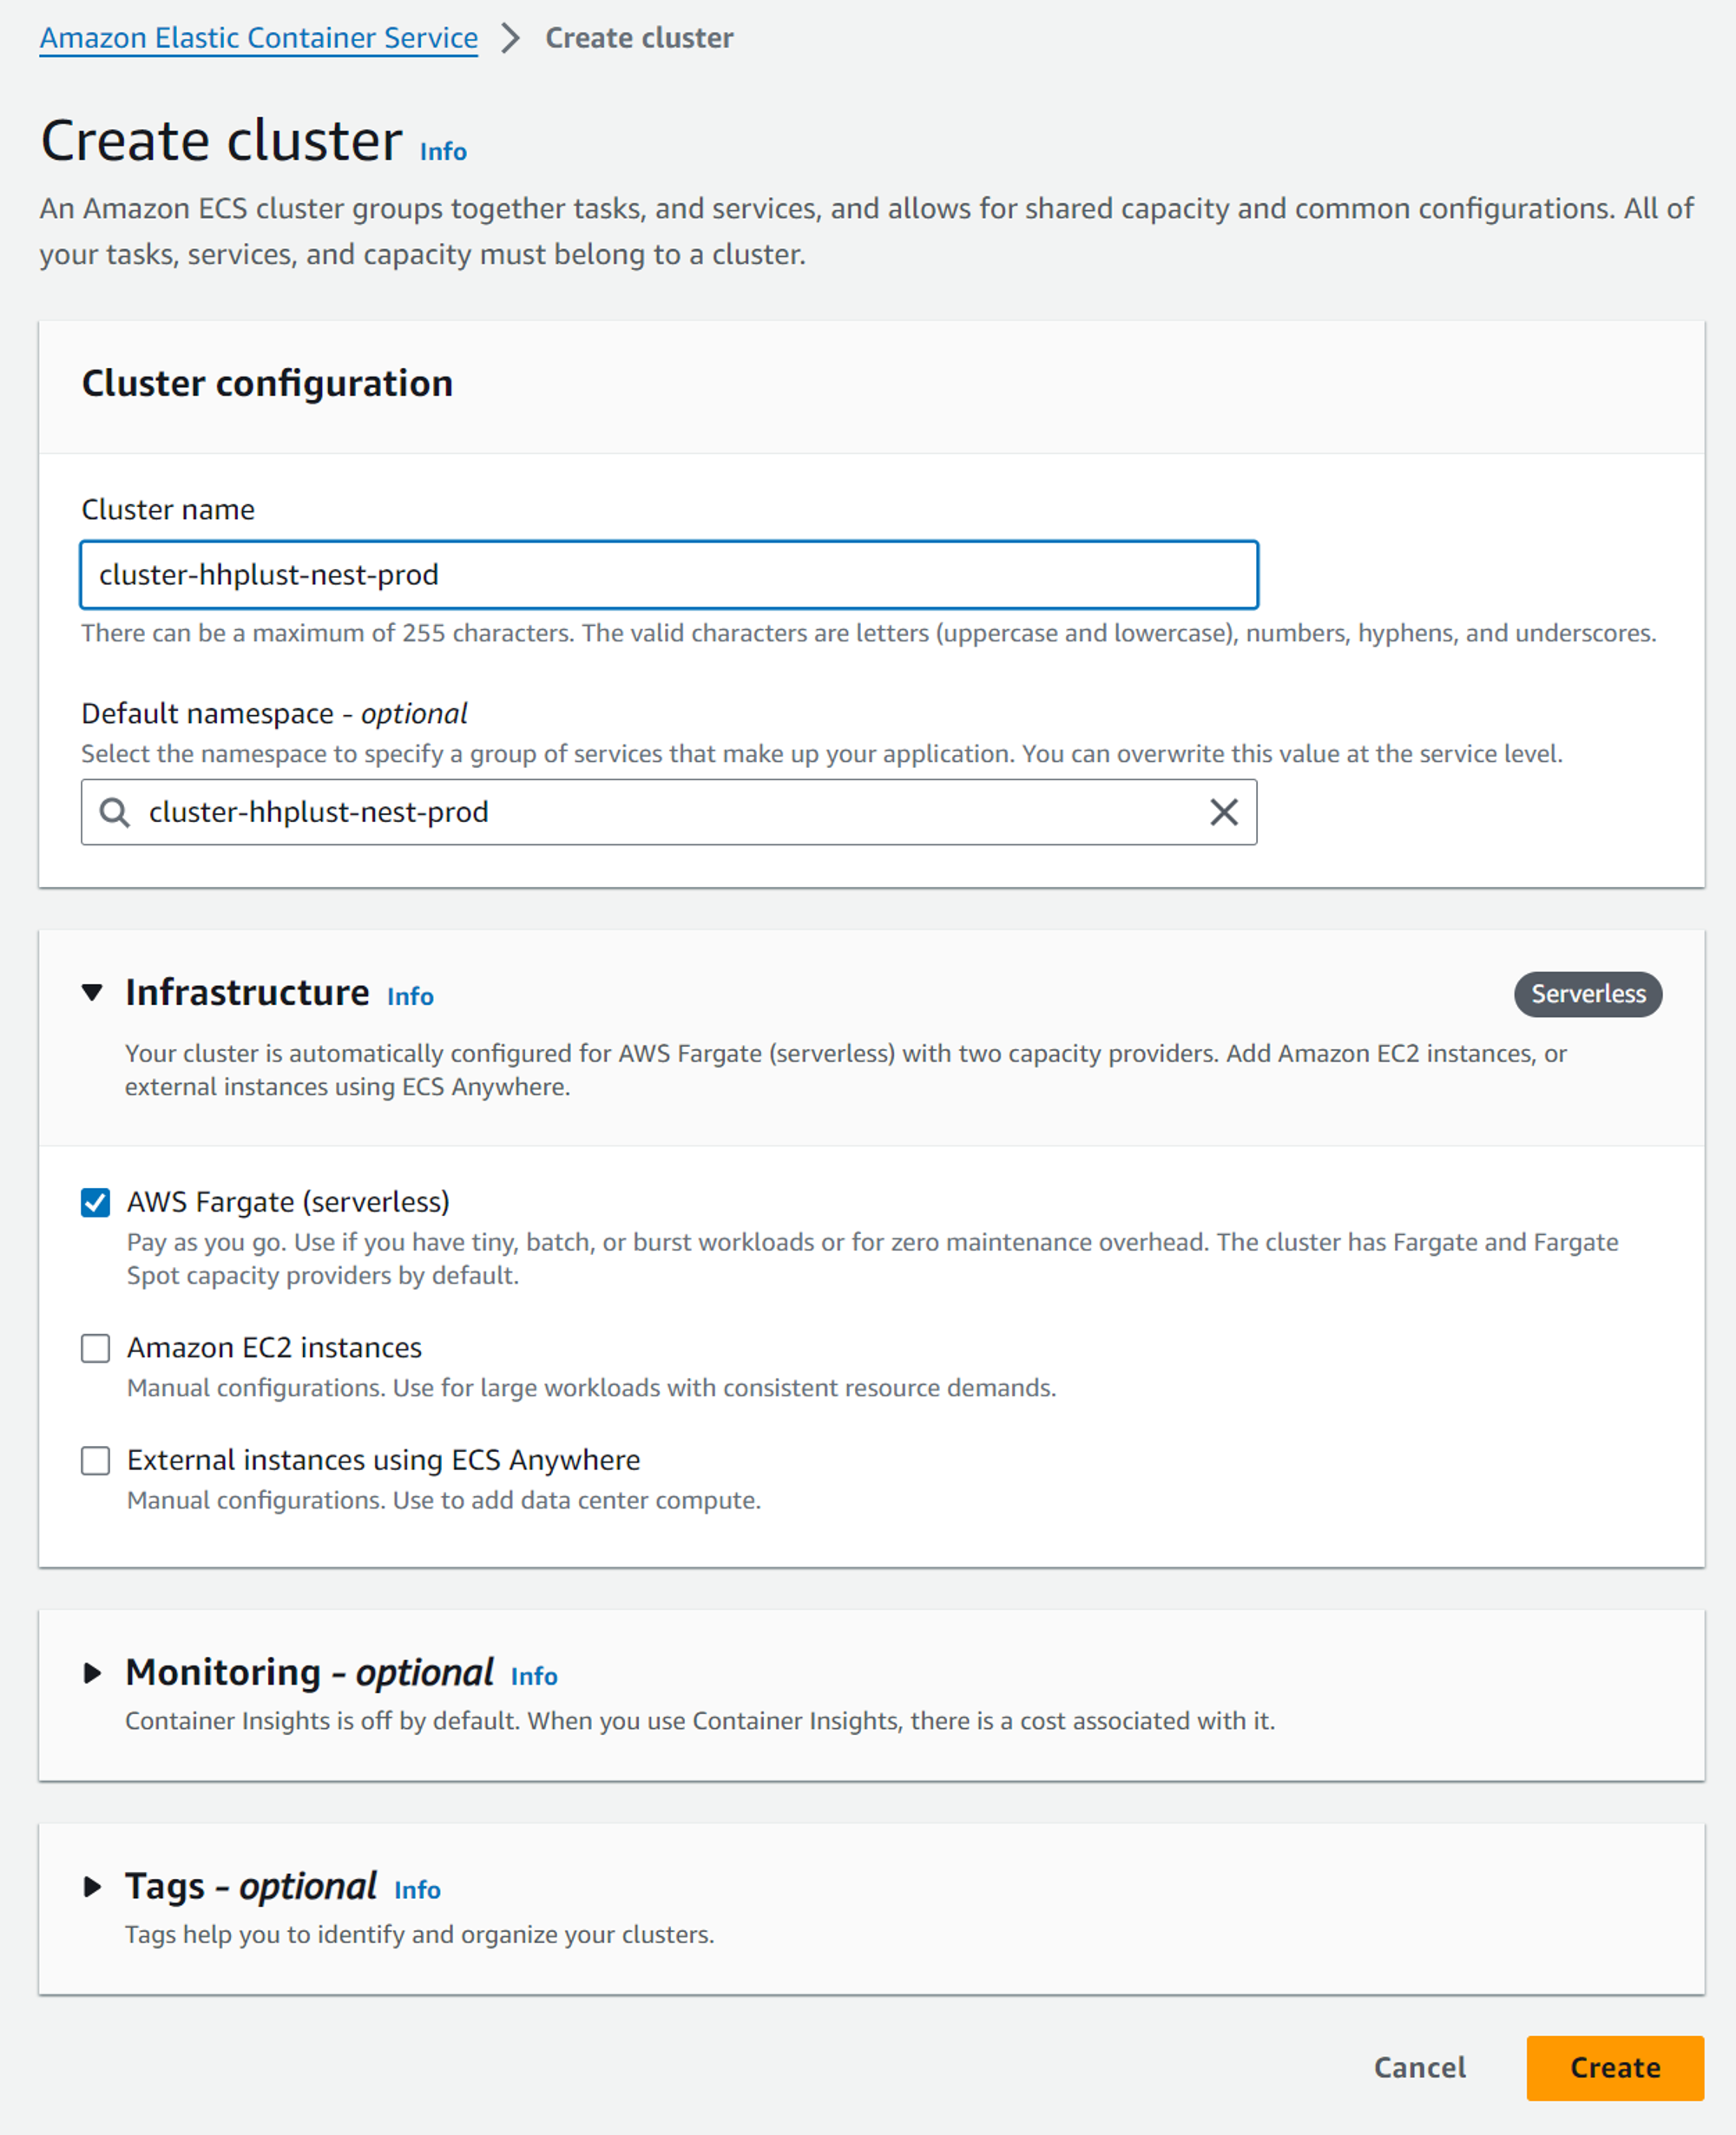 Amazon Elastic Container Service > Create cluster
Create cluster Info
An Amazon ECS cluster groups together tasks, and services, and allows for shared capacity and common configurations. All of
your tasks, services, and capacity must belong to a cluster.
Cluster configuration
Cluster name
cluster-hhplust-nest-prod
There can be a maximum of 255 characters. The valid characters are letters (uppercase and lowercase), numbers, hyphens, and underscores.
Default namespace - optional
Select the namespace to specify a group of services that make up your application. You can overwrite this value at the service level.
cluster-hhplust-nest-prod
Infrastructure Info Serverless
Your cluster is automatically configured for AWS Fargate (serverless) with two capacity providers. Add Amazon EC2 instances, or
external instances using ECS Anywhere.
AWS Fargate (serverless)
Pay as you go. Use if you have tiny, batch, or burst workloads or for zero maintenance overhead. The cluster has Fargate and Fargate
Spot capacity providers by default.
Amazon EC2 instances
Manual configurations. Use for large workloads with consistent resource demands.
External instances using ECS Anywhere
Manual configurations. Use to add data center compute.
Monitoring - optional Info
Container Insights is off by default. When you use Container Insights, there is a cost associated with it.
Tags - optional Info
Tags help you to identify and organize your clusters.
Cancel Create